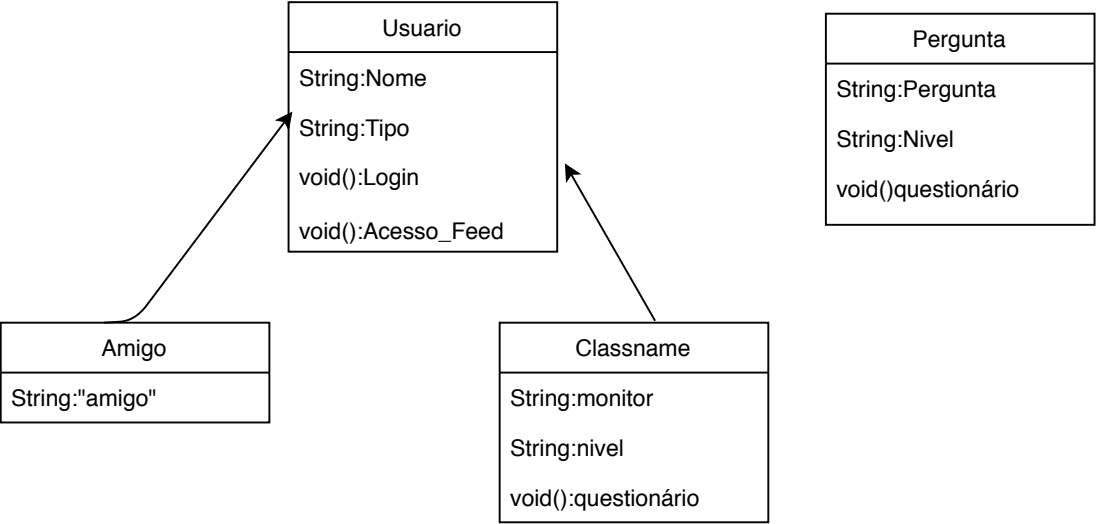 Usuario
String:Nome
String:Tipo
void():Login
void():Acesso_Feed
Pergunta
String:Pergunta
String:Nivel
void()questionário
Amigo
String:"amigo"
Classname
String:monitor
String:nivel
void():questionário